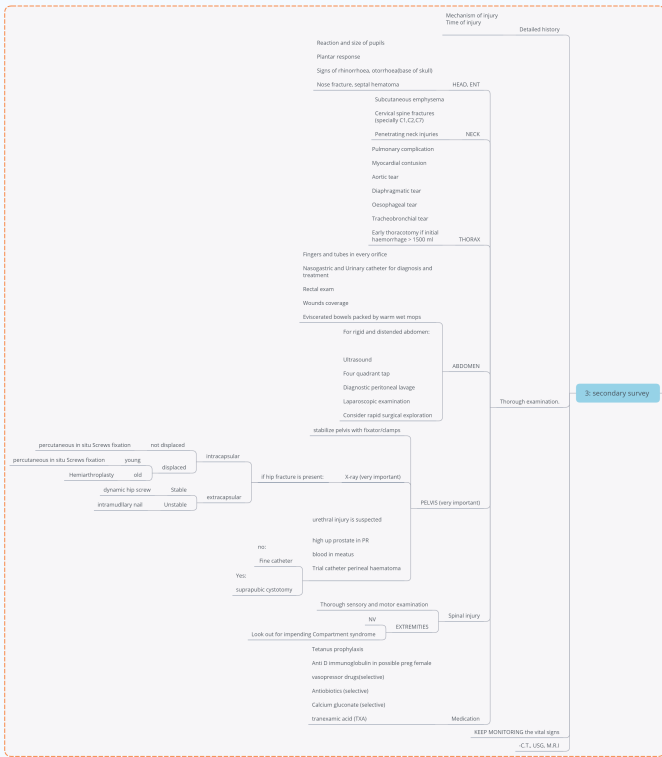 Mechanism of injury
Time of injury
Detailed history
Reaction and size of pupils
Plantar response
Signs of rhinorrhoea, otorrhoea(base of skull)
Nose fracture, septal hematoma
HEAD, ENT
Subcutaneous emphysema
Cervical spine fractures
(specially C1,C2,C7)
Penetrating neck injuries
NECK
Pulmonary complication
Myocardial contusion
Aortic tear
Diaphragmatic tear
Oesophageal tear
Tracheobronchial tear
Early thoracotomy if initial
haemorrhage > 1500 ml
THORAX
Fingers and tubes in every orifice
Nasogastric and Urinary catheter for diagnosis and
treatment
Rectal exam
Wounds coverage
Eviscerated bowels packed by warm wet mops
For rigid and distended abdomen:
Ultrasound
Four quadrant tap
Diagnostic peritoneal lavage
Laparoscopic examination
Consider rapid surgical exploration
ABDOMEN
Thorough examination.
3: secondary survey
stabilize pelvis with fixator/clamps
percutaneous in situ Screws fixation
not displaced
percutaneous in situ Screws fixation
young
Hemiarthroplasty
old
displaced
intracapsular
dynamic hip screw
Stable
intramudllary nail
Unstable
extracapsular
if hip fracture is present:
X-ray (very important)
PELVIS (very important)
urethral injury is suspected
high up prostate in PR
blood in meatus
Trial catheter perineal haematoma
no:
Fine catheter
Yes:
suprapubic cystotomy
Thorough sensory and motor examination
NV
Look out for impending Compartment syndrome
EXTREMITIES
Spinal injury
Tetanus prophylaxis
Anti D immunoglobulin in possible preg female
vasopressor drugs(selective)
Antiobiotics (selective)
Calcium gluconate (selective)
tranexamic acid (TXA)
Medication
KEEP MONITORING the vital signs
-C.T., USG, M.R.I